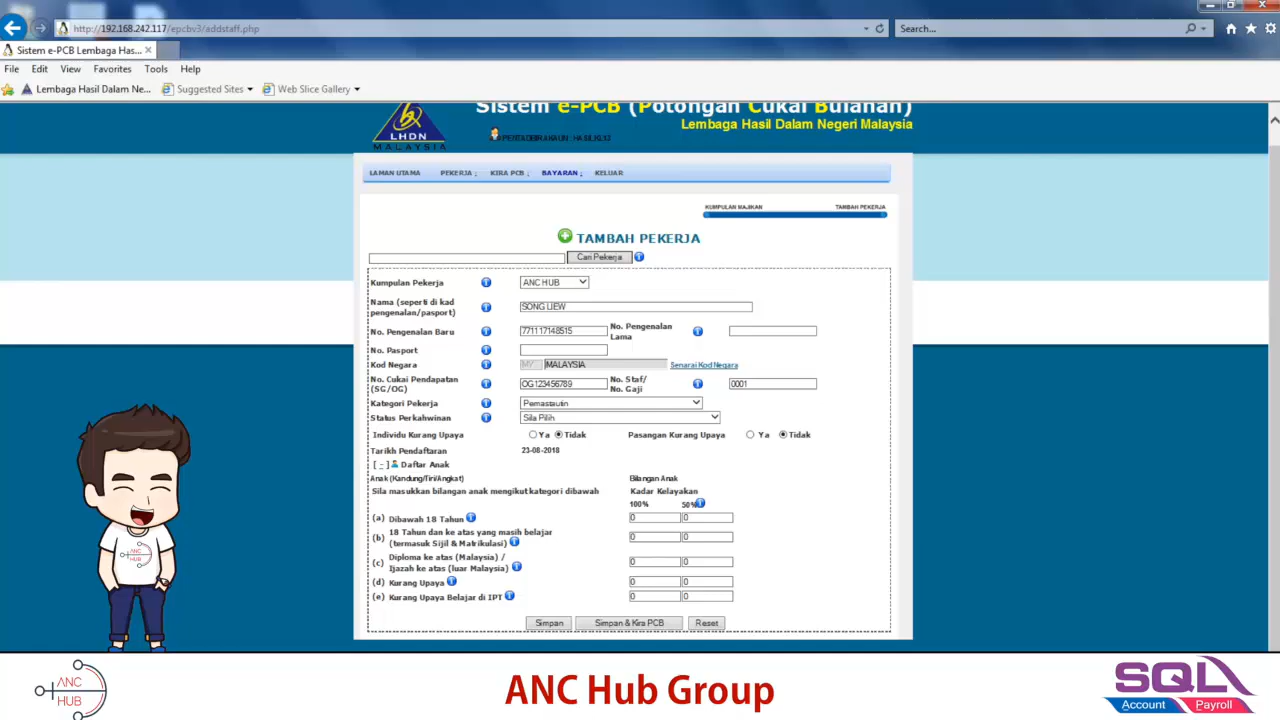 http://192.168.242.117/epcbv3/addstaff.php
Search...
Sistem e-PCB Lembaga Has...
File Edit View Favorites Tools Help
Lembaga Hasil Dalam Ne... Suggested Sites Web Slice Gallery
Sistem e-PCB (Potongan Cukai Bulanan)
Lembaga Hasil Dalam Negeri Malaysia
LHDN
MALAYSIA
LAMAN UTAMA PEKERJA KIRA PCB BAYARAN KELUAR
KUMPULAN MAJIKAN TAMBAH PEKERJA
TAMBAH PEKERJA
Cari Pekerja
Kumpulan Pekerja ANC HUB
Nama (seperti di kad
pengenalan/pasport) SONG LIEW
No. Pengenalan Baru 771117148515 No. Pengenalan
Lama
No. Pasport
Kod Negara MY MALAYSIA Senarai Kod Negara
No. Cukai Pendapatan
(SG/OG) OG123456789 No. Staf/
No. Gaji 0001
Kategori Pekerja Pemastautin
Status Perkahwinan Sila Pilih
Individu Kurang Upaya Ya Tidak Pasangan Kurang Upaya Ya Tidak
Tarikh Pendaftaran 23-08-2018
[ - ] Daftar Anak
Anak (Kandung/Tiri/Angkat) Bilangan Anak
Sila masukkan bilangan anak mengikut kategori dibawah Kadar Kelayakan
100% 50%
(a) Dibawah 18 Tahun 0 0
(b) 18 Tahun dan ke atas yang masih belajar
(termasuk Sijil & Matrikulasi) 0 0
(c) Diploma ke atas (Malaysia) /
Ijazah ke atas (luar Malaysia) 0 0
(d) Kurang Upaya 0 0
(e) Kurang Upaya Belajar di IPT 0 0
Simpan Simpan & Kira PCB Reset
ANC
HUB
ANC
HUB
ANC Hub Group
SQL
Account Payroll